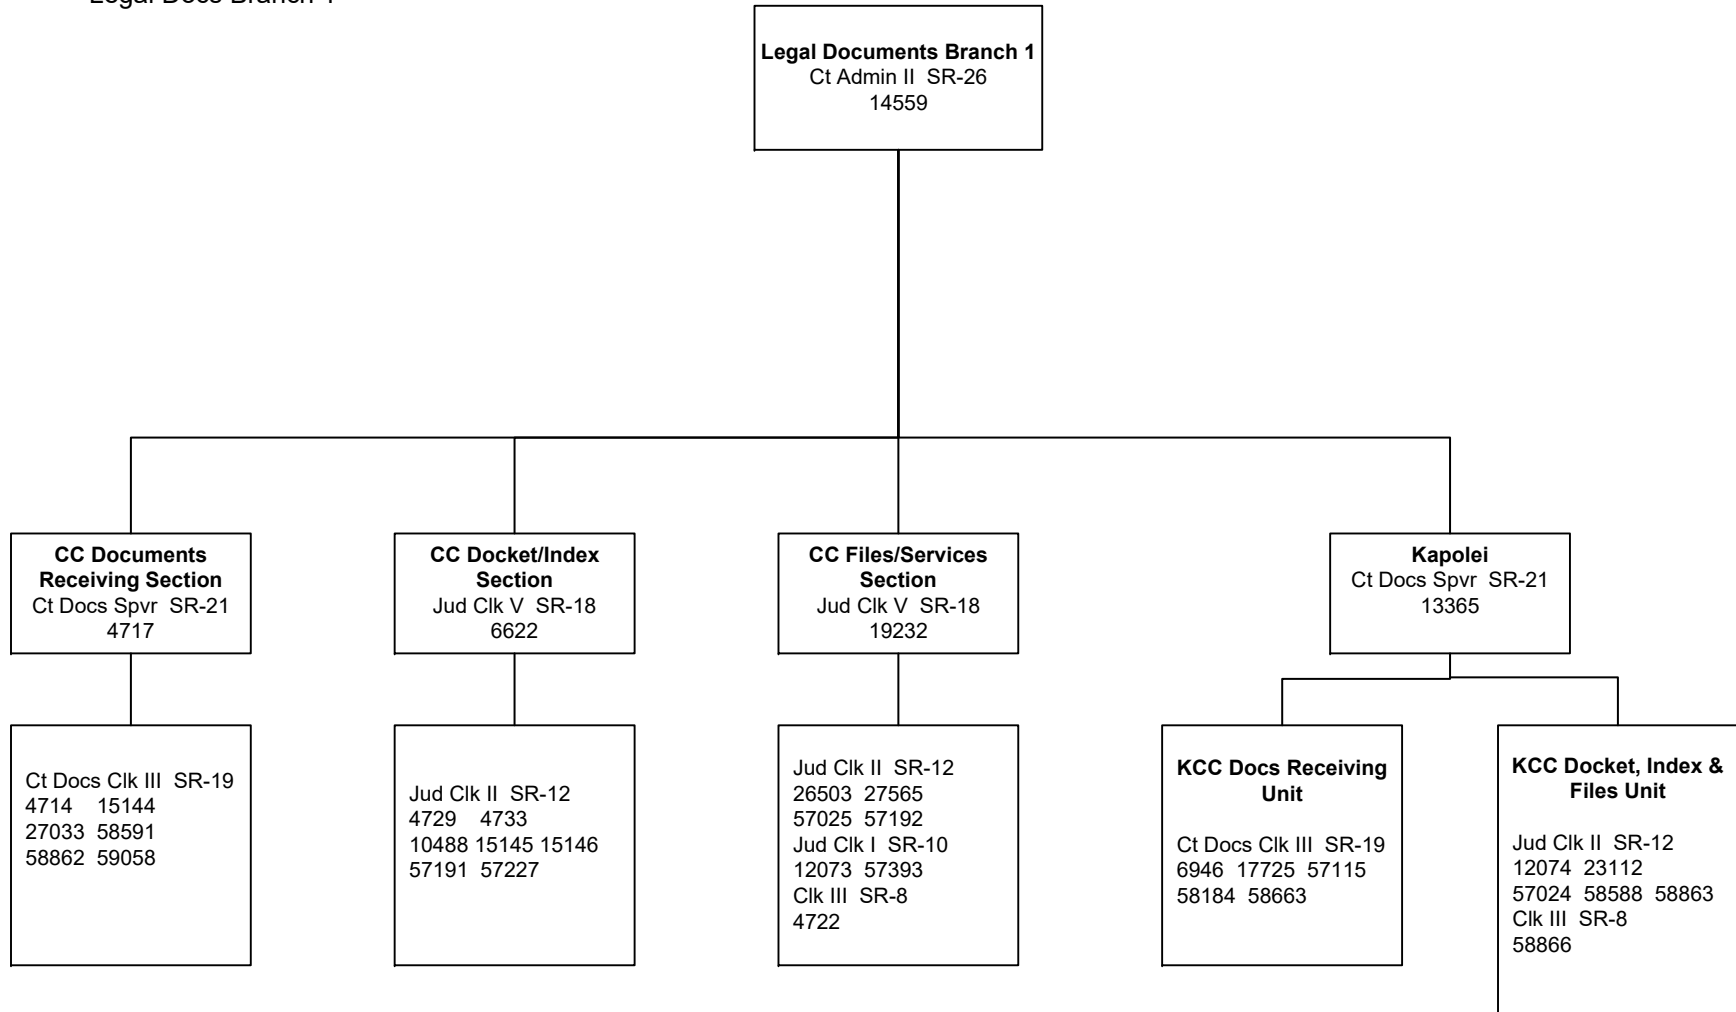 Legal Docs Branch 1
Legal Documents Branch 1
Ct Admin II SR-26
14559
CC Documents
Receiving Section
Ct Docs Spvr SR-21
4717
CC Docket/Index
Section
Jud Clk V SR-18
6622
CC Files/Services
Section
Jud Clk V SR-18
19232
Kapolei
Ct Docs Spvr SR-21
13365
Ct Docs Clk III SR-19
4714 15144
27033 58591
58862 59058
Jud Clk II SR-12
4729 4733
10488 15145 15146
57191 57227
Jud Clk II SR-12
26503 27565
57025 57192
Jud Clk I SR-10
12073 57393
Clk III SR-8
4722
KCC Docs Receiving
Unit
Ct Docs Clk III SR-19
6946 17725 57115
58184 58663
KCC Docket, Index &
Files Unit
Jud Clk II SR-12
12074 23112
57024 58588 58863
Clk III SR-8
58866